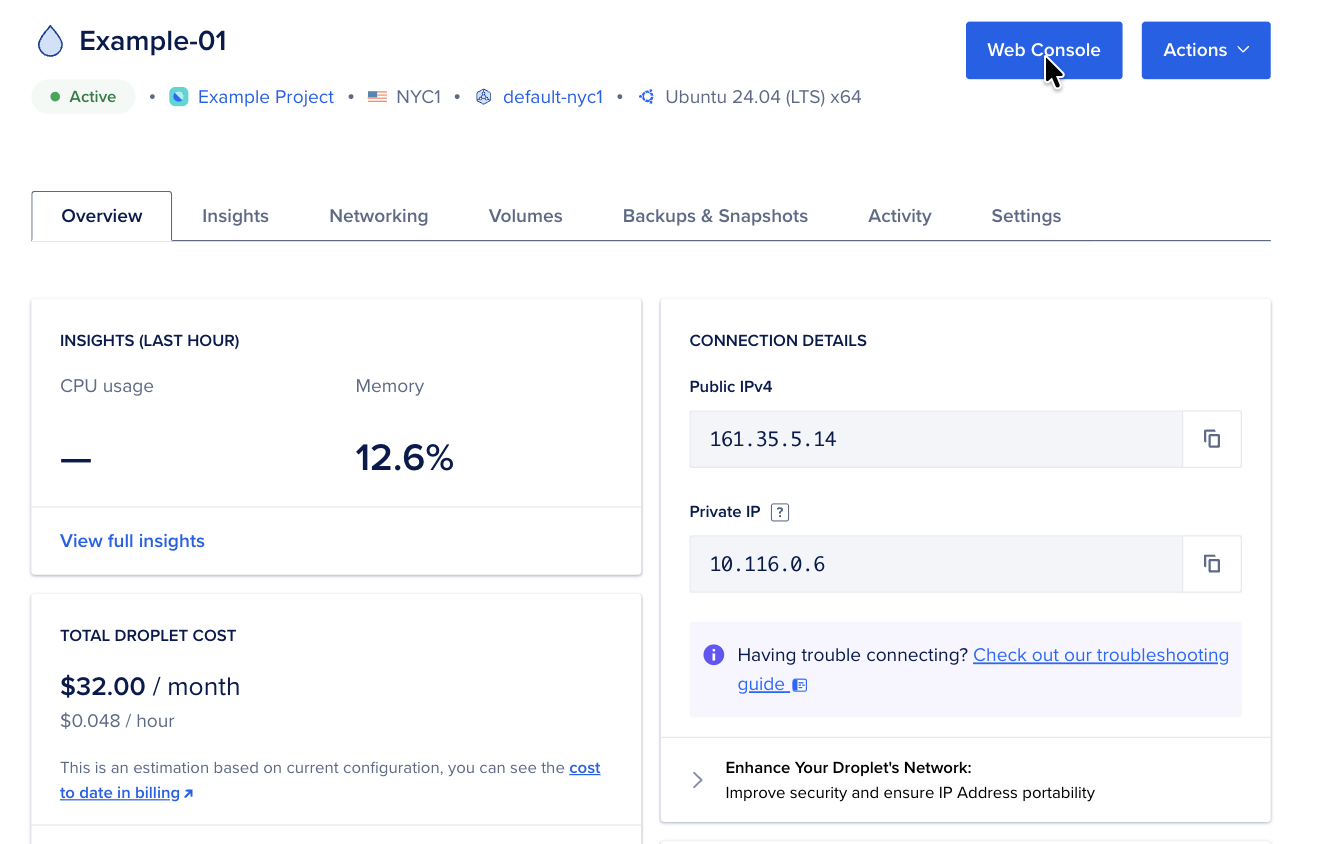 Example-01
Web Console
Actions
Active • Example Project • NYC1 • default-nyc1 • Ubuntu 24.04 (LTS) x64
Overview
Insights
Networking
Volumes
Backups & Snapshots
Activity
Settings
INSIGHTS (LAST HOUR)
CPU usage
Memory
—
12.6%
View full insights
TOTAL DROPLET COST
$32.00 / month
$0.048 / hour
This is an estimation based on current configuration, you can see the cost
to date in billing
CONNECTION DETAILS
Public IPv4
161.35.5.14
Private IP ?
10.116.0.6
Having trouble connecting? Check out our troubleshooting
guide
Enhance Your Droplet's Network:
Improve security and ensure IP Address portability